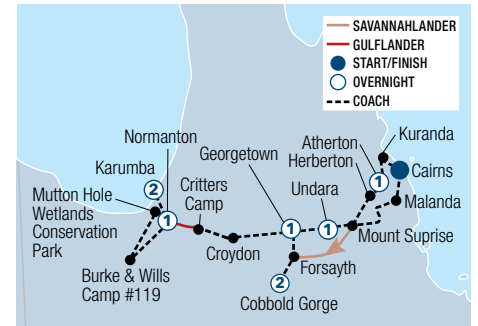 SAVANNAHLANDER
GULFLANDER
START/FINISH
OVERNIGHT
COACH
Kuranda
Normanton
Atherton
Georgetown
Herberton
Karumba
Cairns
2
1
Critters
Camp
Undara
Malanda
Mutton Hole
Wetlands
Conservation
Park
1
1
1
Mount Suprise
Croydon
Forsayth
Burke & Wills
Camp #119
2
Cobbold Gorge